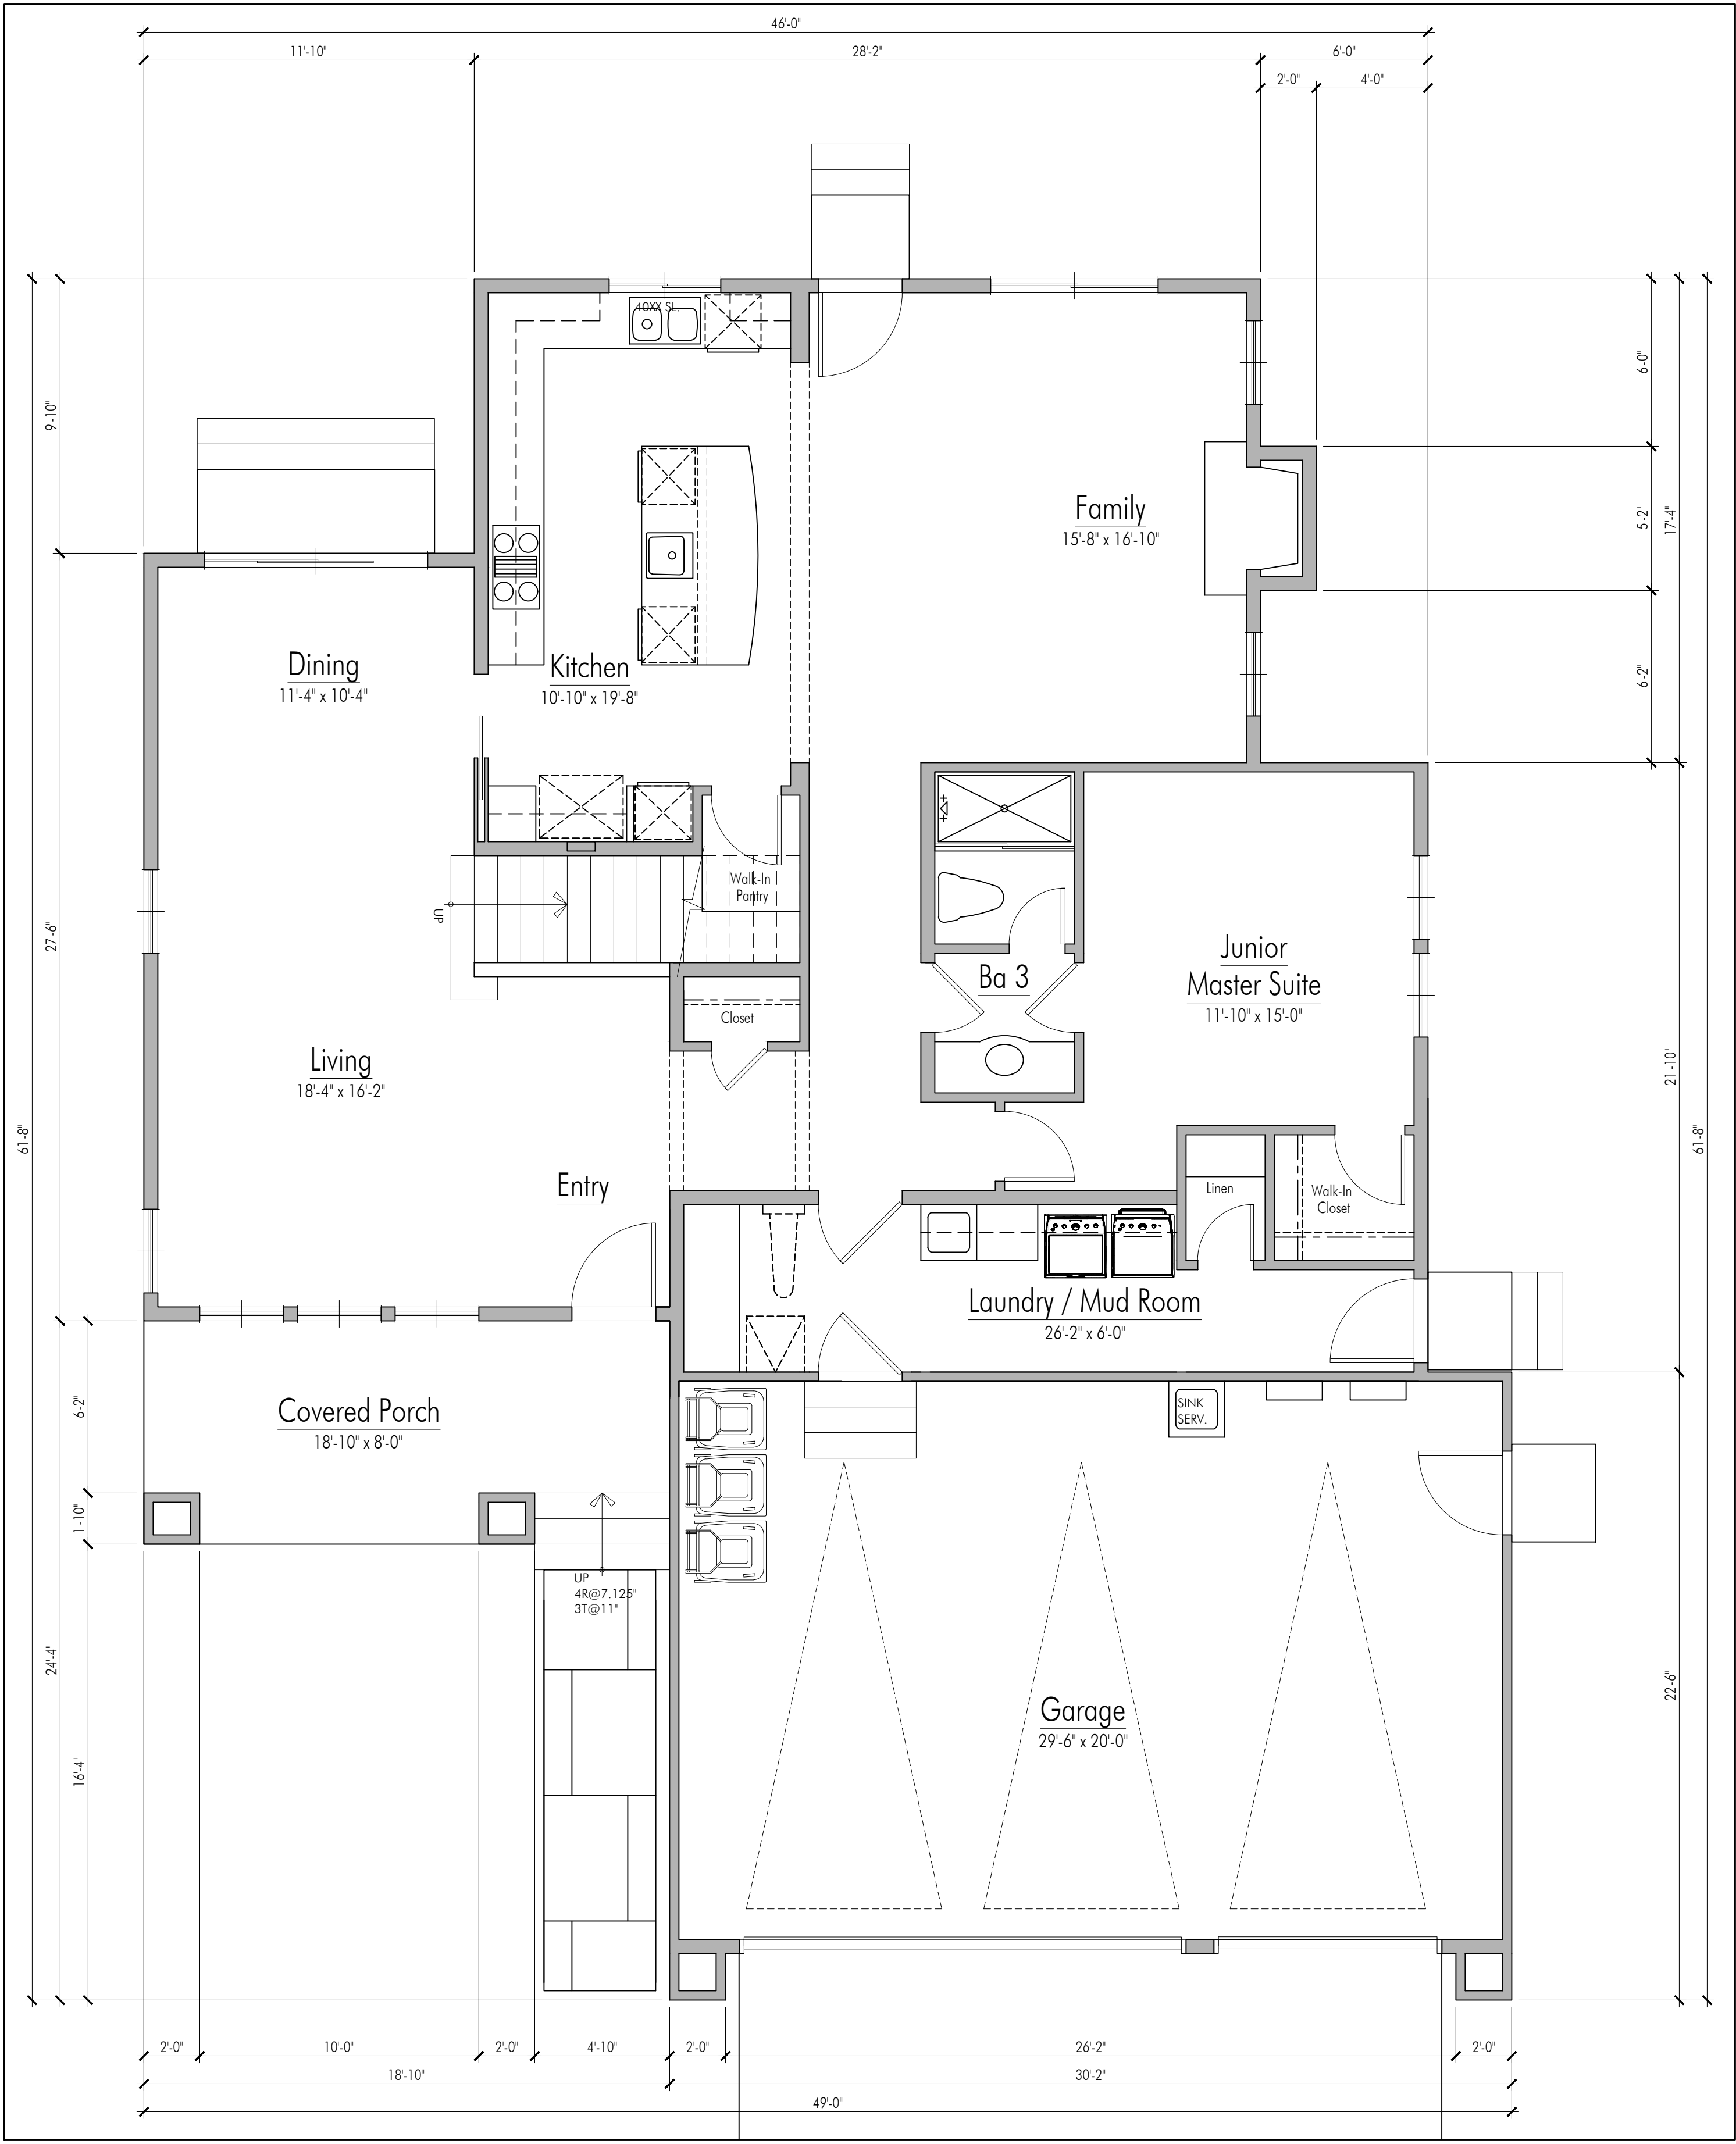 46'-0"
11'-10"
28'-2"
6'-0"
2'-0"
4'-0"
40XX SL.
6'-0"
9'-10"
Family
15'-8" x 16'-10"
5'-2"
17'-4"
Dining
11'-4" x 10'-4"
Kitchen
10'-10" x 19'-8"
6'-2"
Walk-In
Pantry
UP
27'-6"
Junior
Master Suite
11'-10" x 15'-0"
Ba 3
Closet
Living
18'-4" x 16'-2"
21'-10"
61'-8"
61'-8"
Entry
Linen
Walk-In
Closet
Laundry / Mud Room
26'-2" x 6'-0"
Covered Porch
18'-10" x 8'-0"
6'-2"
SINK
SERV.
1'-10"
UP
4R@7.125"
3T@11"
24'-4"
22'-6"
Garage
29'-6" x 20'-0"
16'-4"
2'-0"
10'-0"
2'-0"
4'-10"
2'-0"
26'-2"
2'-0"
18'-10"
30'-2"
49'-0"